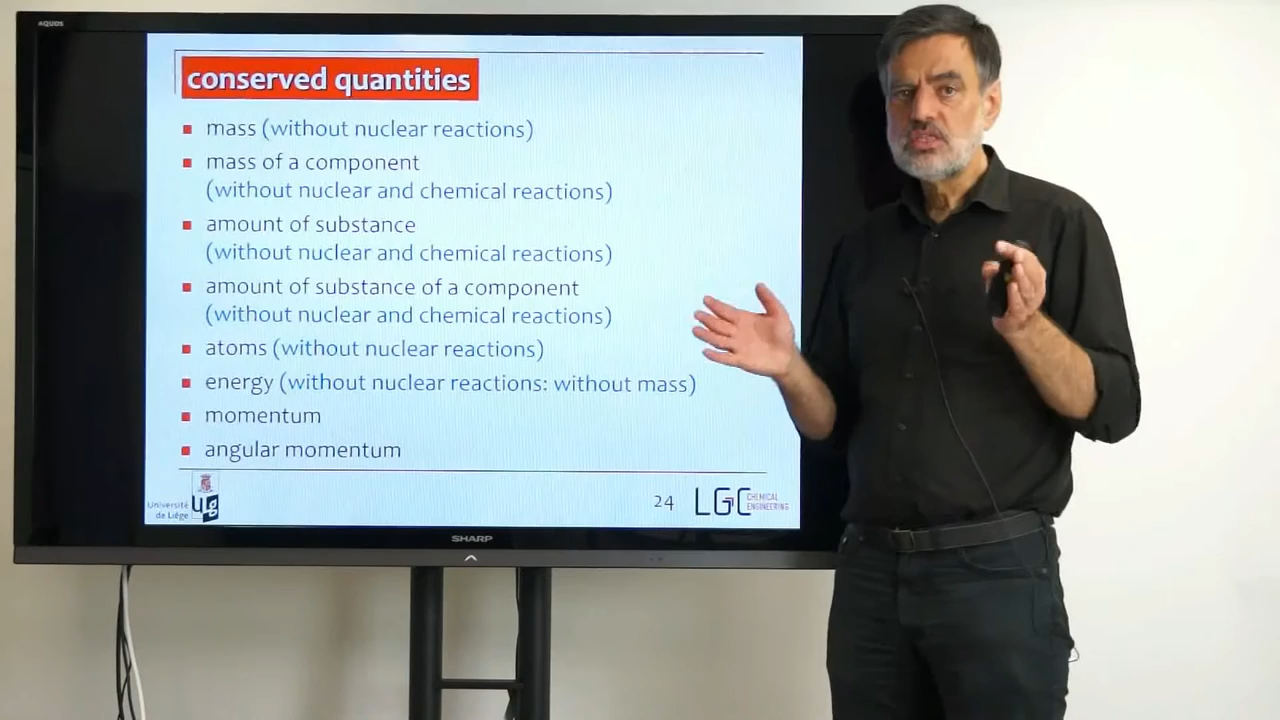 AQUOS
conserved quantities
mass (without nuclear reactions)
mass of a component
(without nuclear and chemical reactions)
amount of substance
(without nuclear and chemical reactions)
amount of substance of a component
(without nuclear and chemical reactions)
atoms (without nuclear reactions)
energy (without nuclear reactions: without mass)
momentum
angular momentum
Université
de Liège
24
LGC
CHEMICAL
ENGINEERING
SHARP